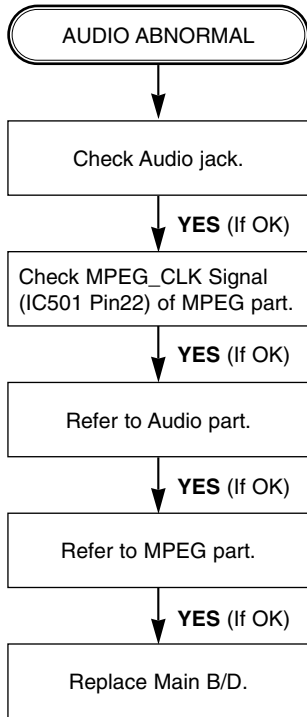 AUDIO ABNORMAL
Check Audio jack.
YES (If OK)
Check MPEG_CLK Signal
(IC501 Pin22) of MPEG part.
YES (If OK)
Refer to Audio part.
YES (If OK)
Refer to MPEG part.
YES (If OK)
Replace Main B/D.